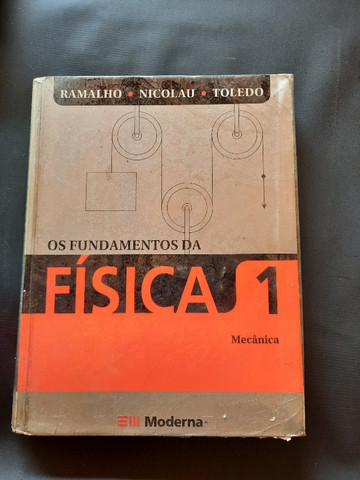 RAMALHO • NICOLAU • TOLEDO
OS FUNDAMENTOS DA
FÍSICA 1
Mecânica
Moderna